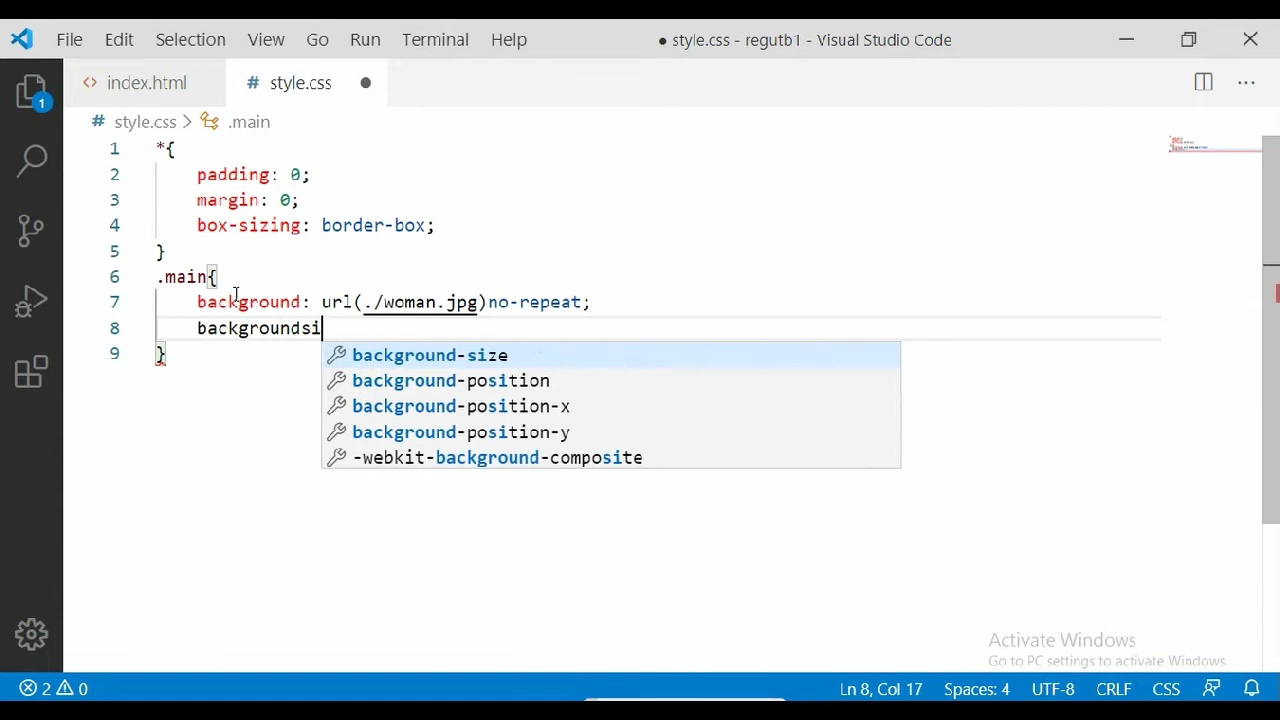 File Edit Selection View Go Run Terminal Help ● style.css - regutb1 - Visual Studio Code
1
<> index.html # style.css ●
# style.css > .main
1 *{
2 padding: 0;
3 margin: 0;
4 box-sizing: border-box;
5 }
6 .main{
7 background: url(./woman.jpg)no-repeat;
8 backgroundsi
9 }
background-size
background-position
background-position-x
background-position-y
-webkit-background-composite
Activate Windows
Go to PC settings to activate Windows.
2 0 Ln 8, Col 17 Spaces: 4 UTF-8 CRLF CSS